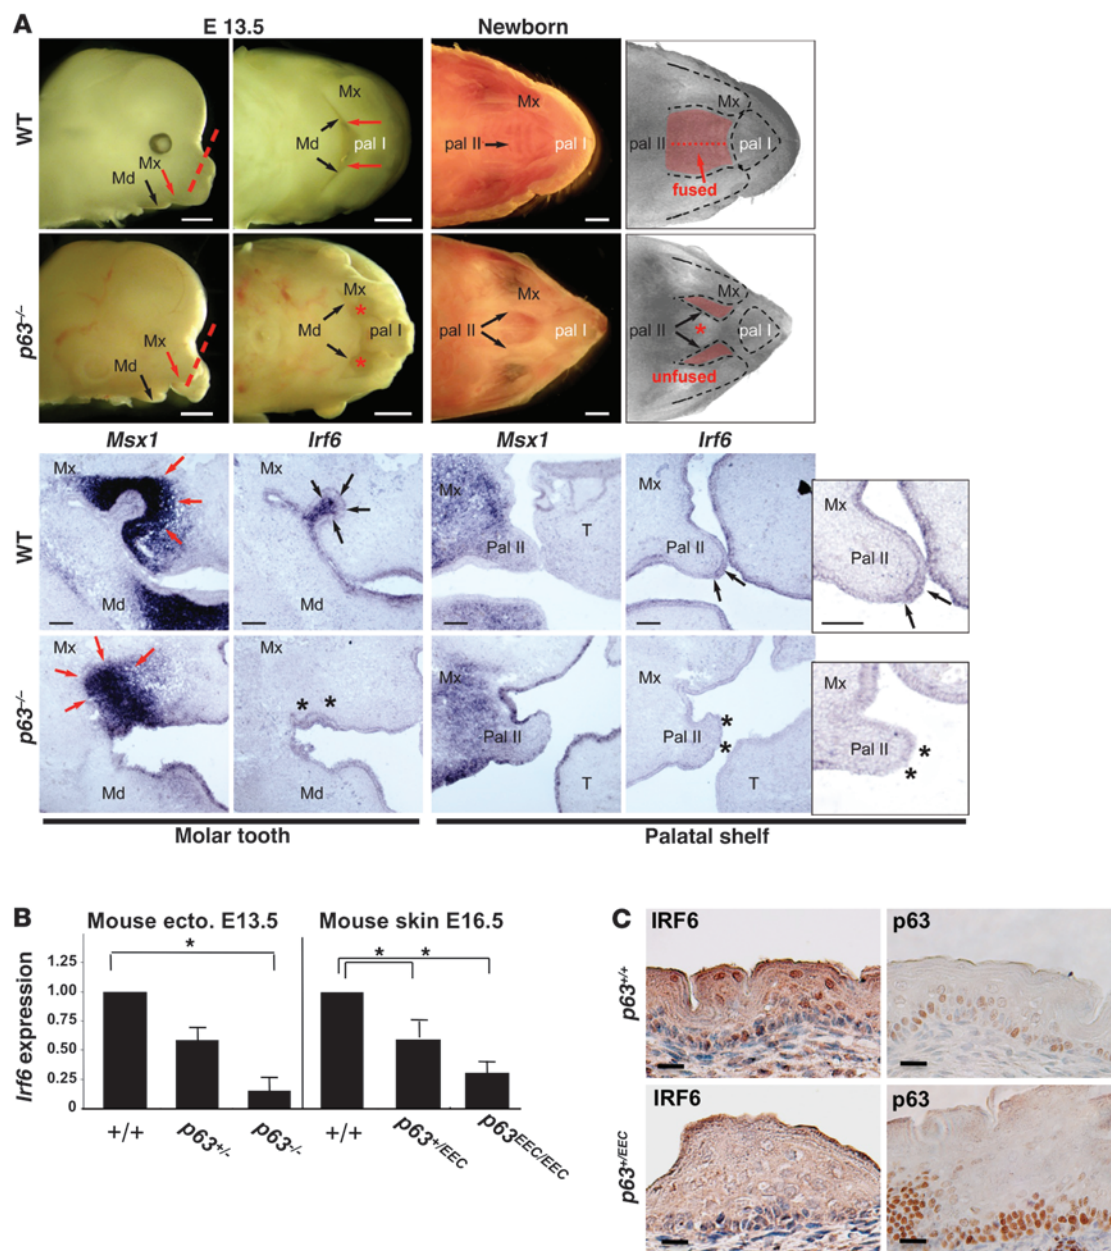 A
E 13.5
Newborn
WT
Mx
Md
Mx
Md
pal I
Mx
pal II
pal I
Mx
pal II
pal I
fused
p63-/-
Mx
Md
Mx
Md
pal I
Mx
pal II
pal I
Mx
pal II
pal I
*
*
*
unfused
Msx1
Irf6
Msx1
Irf6
WT
Mx
Md
Mx
Md
Mx
Pal II
T
Mx
Pal II
T
Mx
Pal II
p63-/-
Mx
Md
Mx
* *
Md
Mx
Pal II
T
Mx
Pal II
*
*
T
Mx
Pal II
*
*
Molar tooth
Palatal shelf
B
Mouse ecto. E13.5
Mouse skin E16.5
*
* *
Irf6 expression
1.25
1.00
0.75
0.50
0.25
0
+/+
p63+/-
p63-/-
+/+
p63+/EEC
p63EEC/EEC
C
IRF6
p63
p63+/+
IRF6
p63
p63+/EEC